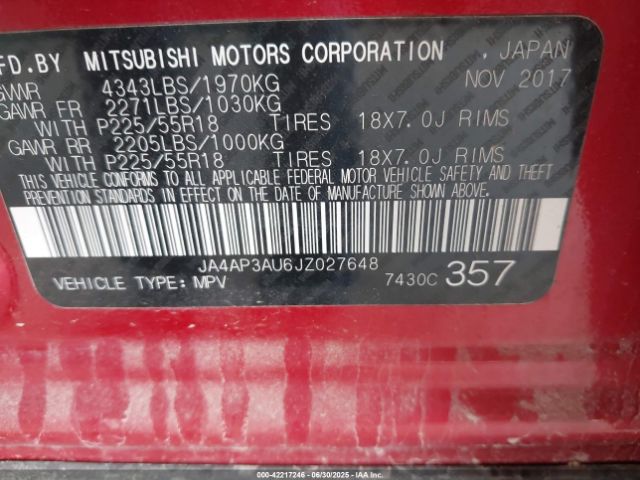 MFD.BY MITSUBISHI MOTORS CORPORATION , JAPAN
GVWR 4343LBS/1970KG NOV 2017
GAWR FR 2271LBS/1030KG
WITH P225/55R18 TIRES 18X7.0J RIMS
GAWR RR 2205LBS/1000KG
WITH P225/55R18 TIRES 18X7.0J RIMS
THIS VEHICLE CONFORMS TO ALL APPLICABLE FEDERAL MOTOR VEHICLE SAFETY AND THEFT
PREVENTION STANDARDS IN EFFECT ON THE DATE OF MANUFACTURE SHOWN ABOVE.
JA4AP3AU6JZ027648
VEHICLE TYPE: MPV 7430C 357
000-42217246 - 06/30/2025 - IAAI.COM